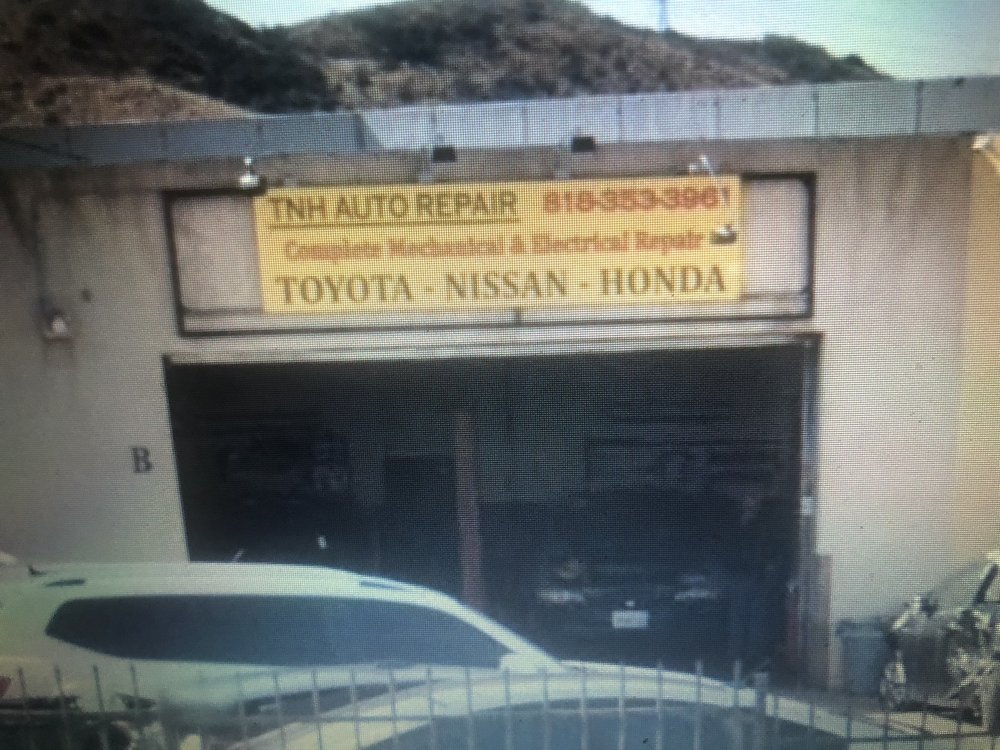 TNH AUTO REPAIR 818-353-3961
Complete Mechanical & Electrical Repair
TOYOTA - NISSAN - HONDA
B